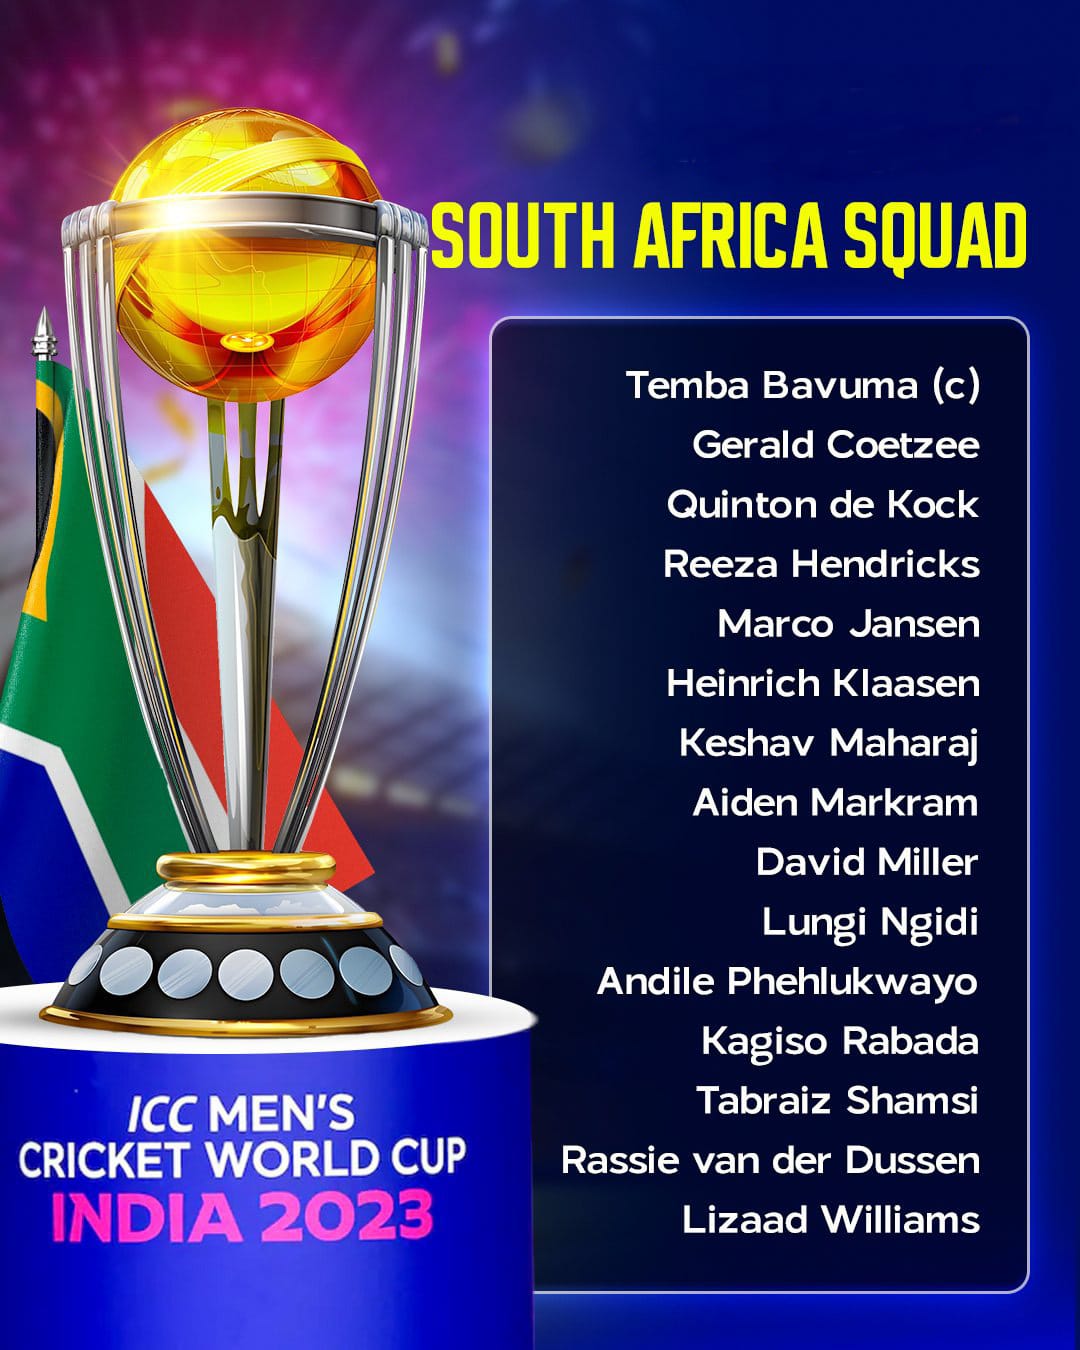 SOUTH AFRICA SQUAD
Temba Bavuma (c)
Gerald Coetzee
Quinton de Kock
Reeza Hendricks
Marco Jansen
Heinrich Klaasen
Keshav Maharaj
Aiden Markram
David Miller
Lungi Ngidi
Andile Phehlukwayo
Kagiso Rabada
Tabraiz Shamsi
Rassie van der Dussen
Lizaad Williams
ICC MEN'S
CRICKET WORLD CUP
INDIA 2023